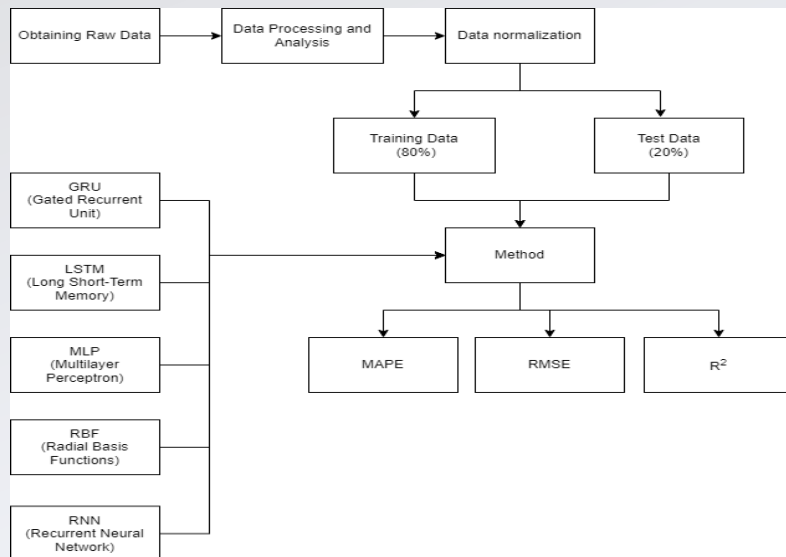 Obtaining Raw Data
Data Processing and
Analysis
Data normalization
Training Data
(80%)
Test Data
(20%)
GRU
(Gated Recurrent
Unit)
Method
LSTM
(Long Short-Term
Memory)
MLP
(Multilayer
Perceptron)
MAPE
RMSE
R²
RBF
(Radial Basis
Functions)
RNN
(Recurrent Neural
Network)